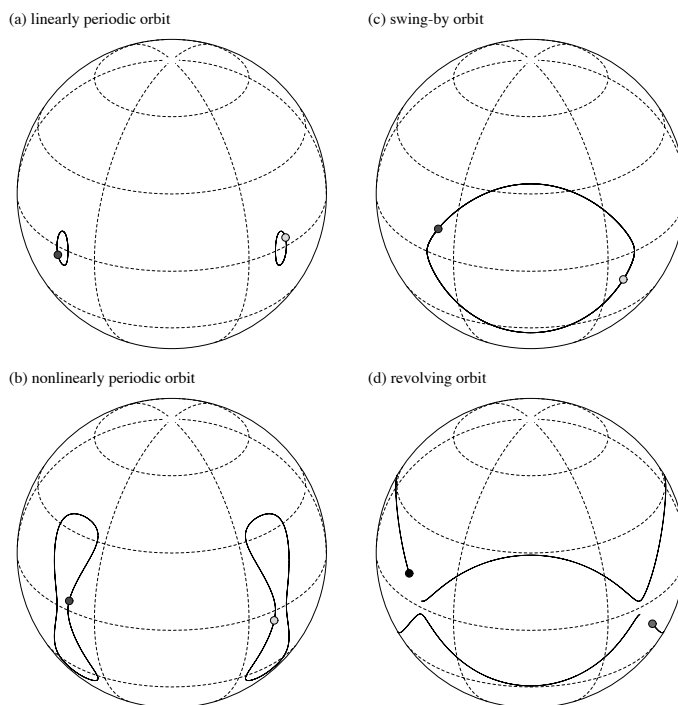 (a) linearly periodic orbit
(c) swing-by orbit
(b) nonlinearly periodic orbit
(d) revolving orbit